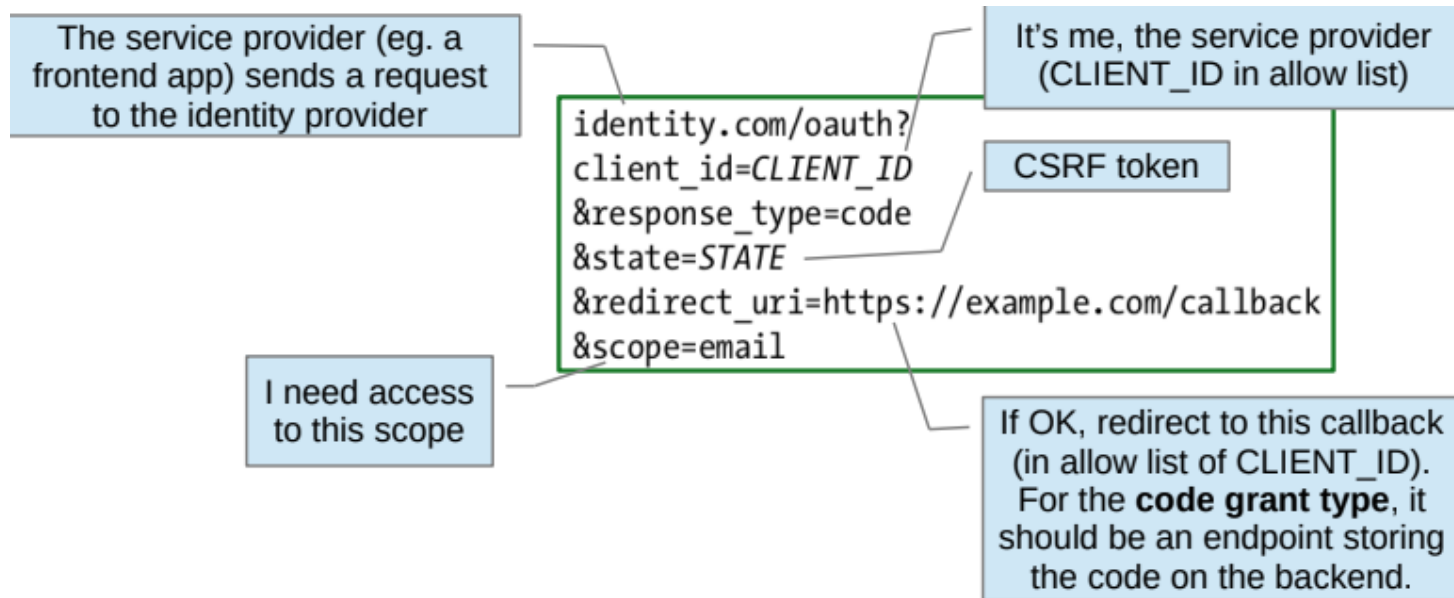 The service provider (eg. a
frontend app) sends a request
to the identity provider
It's me, the service provider
(CLIENT_ID in allow list)
identity.com/oauth?
client_id=CLIENT_ID
&response_type=code
&state=STATE
&redirect_uri=https://example.com/callback
&scope=email
CSRF token
I need access
to this scope
If OK, redirect to this callback
(in allow list of CLIENT_ID).
For the code grant type, it
should be an endpoint storing
the code on the backend.